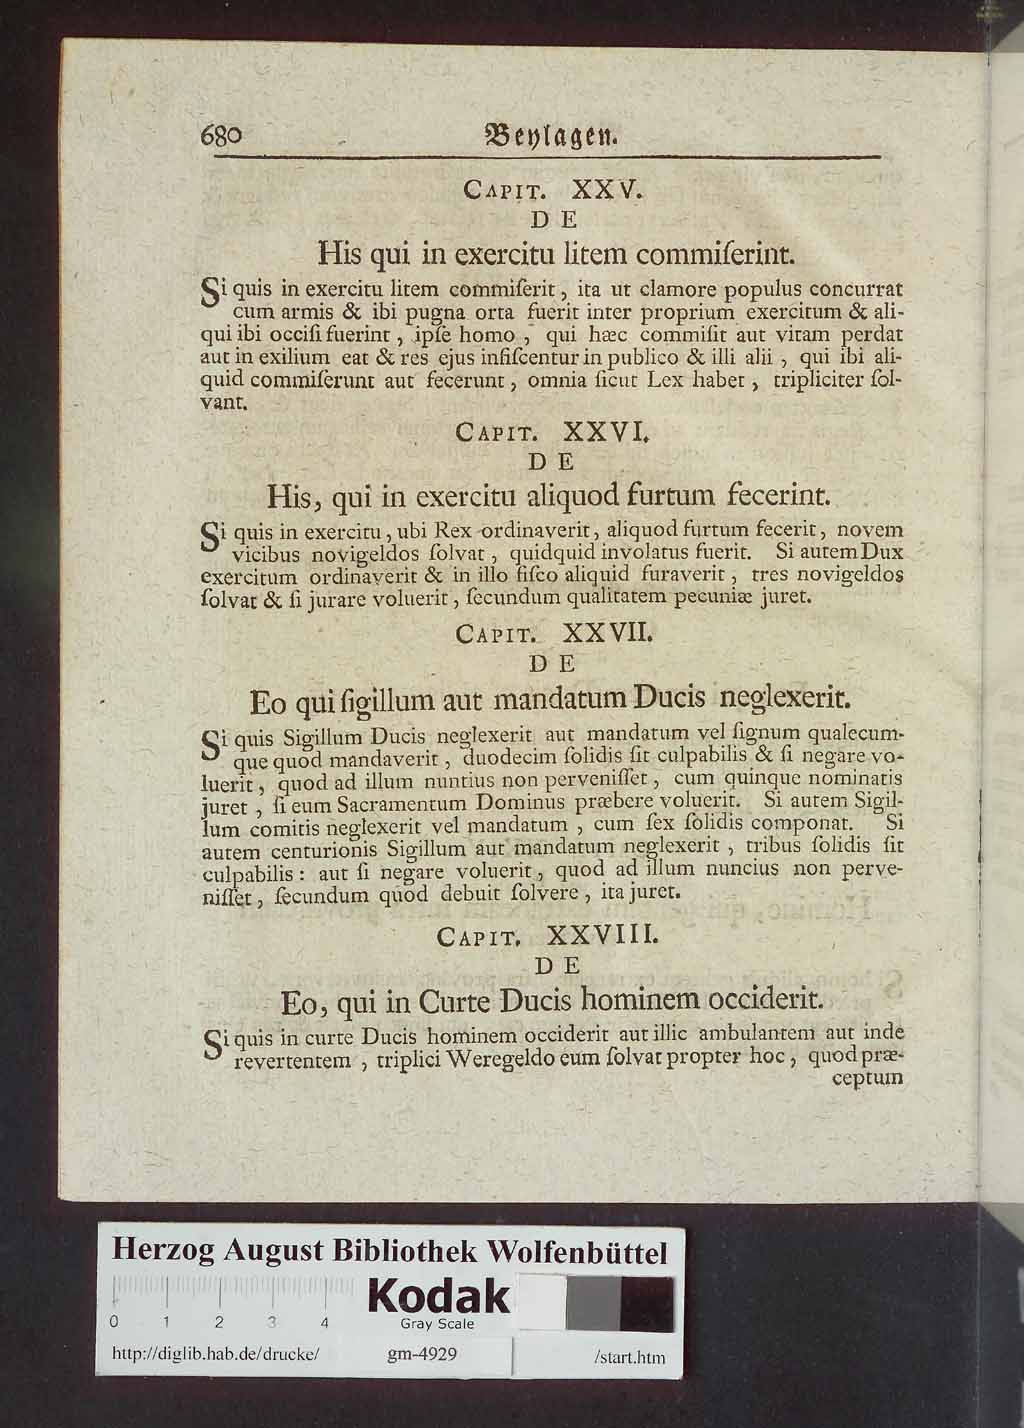 680 Beylagen.
CAPIT. XXV.
DE
His qui in exercitu litem commiſerint.
Si quis in exercitu litem commiſerit, ita ut clamore populus concurrat
cum armis & ibi pugna orta fuerit inter proprium exercitum & ali-
qui ibi occiſi fuerint, ipſe homo, qui hæc commiſit aut vitam perdat
aut in exilium eat & res ejus infiſcentur in publico & illi alii, qui ibi ali-
quid commiſerunt aut fecerunt, omnia ſicut Lex habet, tripliciter ſol-
vant.
CAPIT. XXVI.
DE
His, qui in exercitu aliquod furtum fecerint.
Si quis in exercitu, ubi Rex ordinaverit, aliquod furtum fecerit, novem
vicibus novigeldos ſolvat, quidquid involatus fuerit. Si autem Dux
exercitum ordinaverit & in illo fiſco aliquid furaverit, tres novigeldos
ſolvat & ſi jurare voluerit, ſecundum qualitatem pecuniæ juret.
CAPIT. XXVII.
DE
Eo qui ſigillum aut mandatum Ducis neglexerit.
Si quis Sigillum Ducis neglexerit aut mandatum vel ſignum qualecum-
que quod mandaverit, duodecim ſolidis ſit culpabilis & ſi negare vo-
luerit, quod ad illum nuntius non perveniſſet, cum quinque nominatis
juret, ſi eum Sacramentum Dominus præbere voluerit. Si autem Sigil-
lum comitis neglexerit vel mandatum, cum ſex ſolidis componat. Si
autem centurionis Sigillum aut mandatum neglexerit, tribus ſolidis ſit
culpabilis: aut ſi negare voluerit, quod ad illum nuncius non perve-
niſſet, ſecundum quod debuit ſolvere, ita juret.
CAPIT. XXVIII.
DE
Eo, qui in Curte Ducis hominem occiderit.
Si quis in curte Ducis hominem occiderit aut illic ambulantem aut inde
revertentem, triplici Weregeldo eum ſolvat propter hoc, quod præ-
ceptum
Herzog August Bibliothek Wolfenbüttel
Kodak
0 1 2 3 4 Gray Scale
http://diglib.hab.de/drucke/ gm-4929 /start.htm